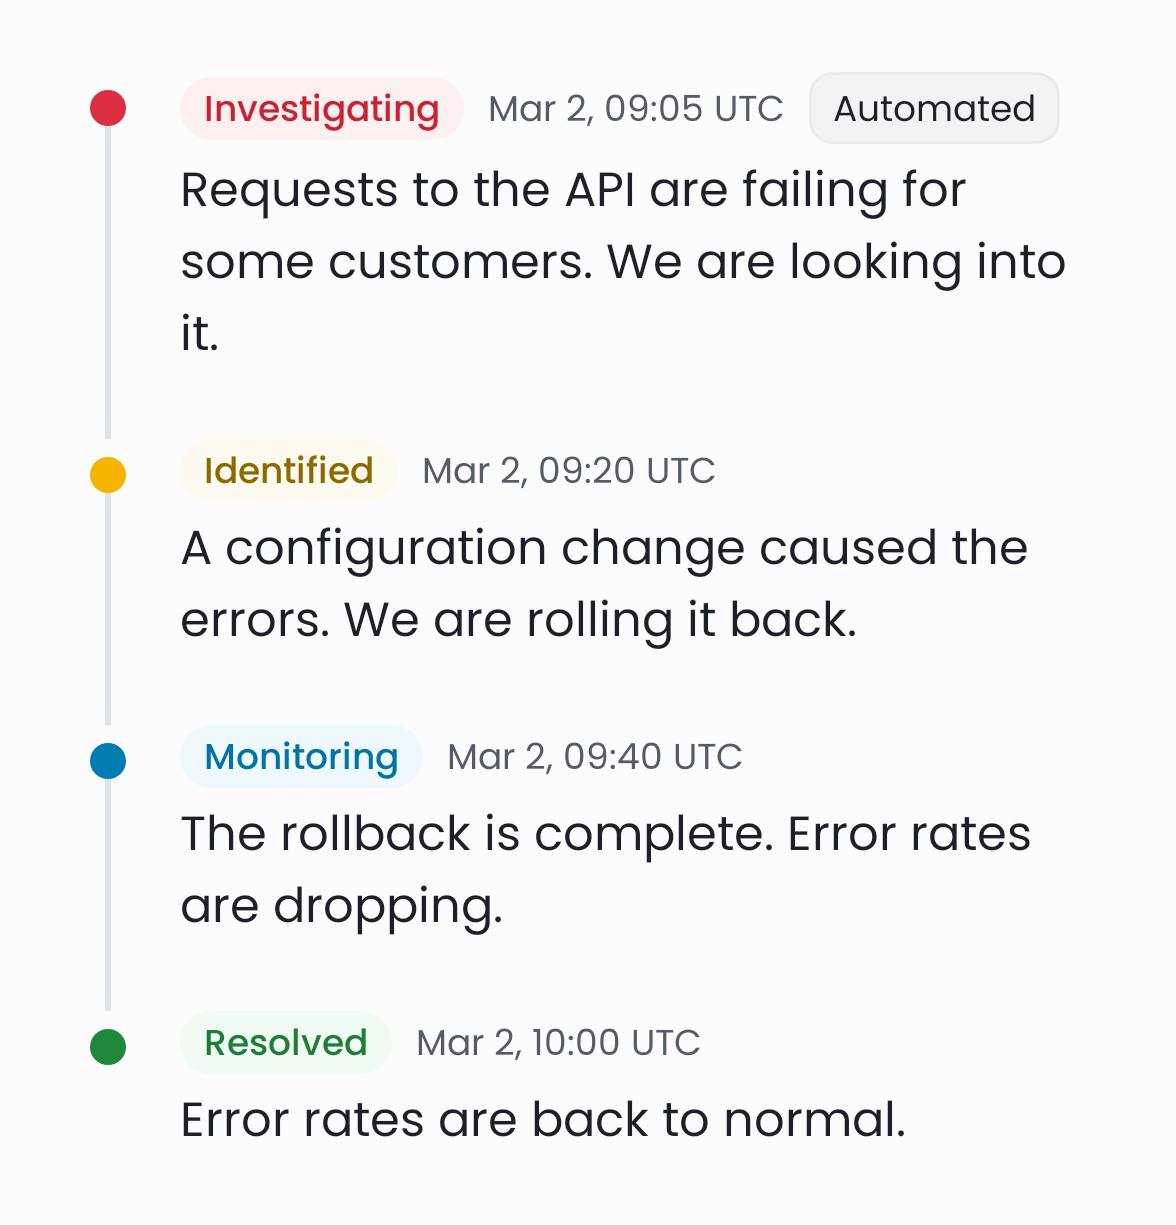 Investigating Mar 2, 09:05 UTC Automated
Requests to the API are failing for
some customers. We are looking into
it.
Identified Mar 2, 09:20 UTC
A configuration change caused the
errors. We are rolling it back.
Monitoring Mar 2, 09:40 UTC
The rollback is complete. Error rates
are dropping.
Resolved Mar 2, 10:00 UTC
Error rates are back to normal.